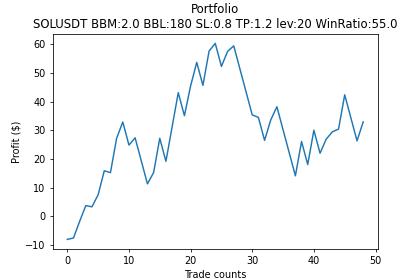 Portfolio
SOLUSDT BBM:2.0 BBL:180 SL:0.8 TP:1.2 lev:20 WinRatio:55.0
Profit ($)
60
50
40
30
20
10
0
−10
0 10 20 30 40 50
Trade counts